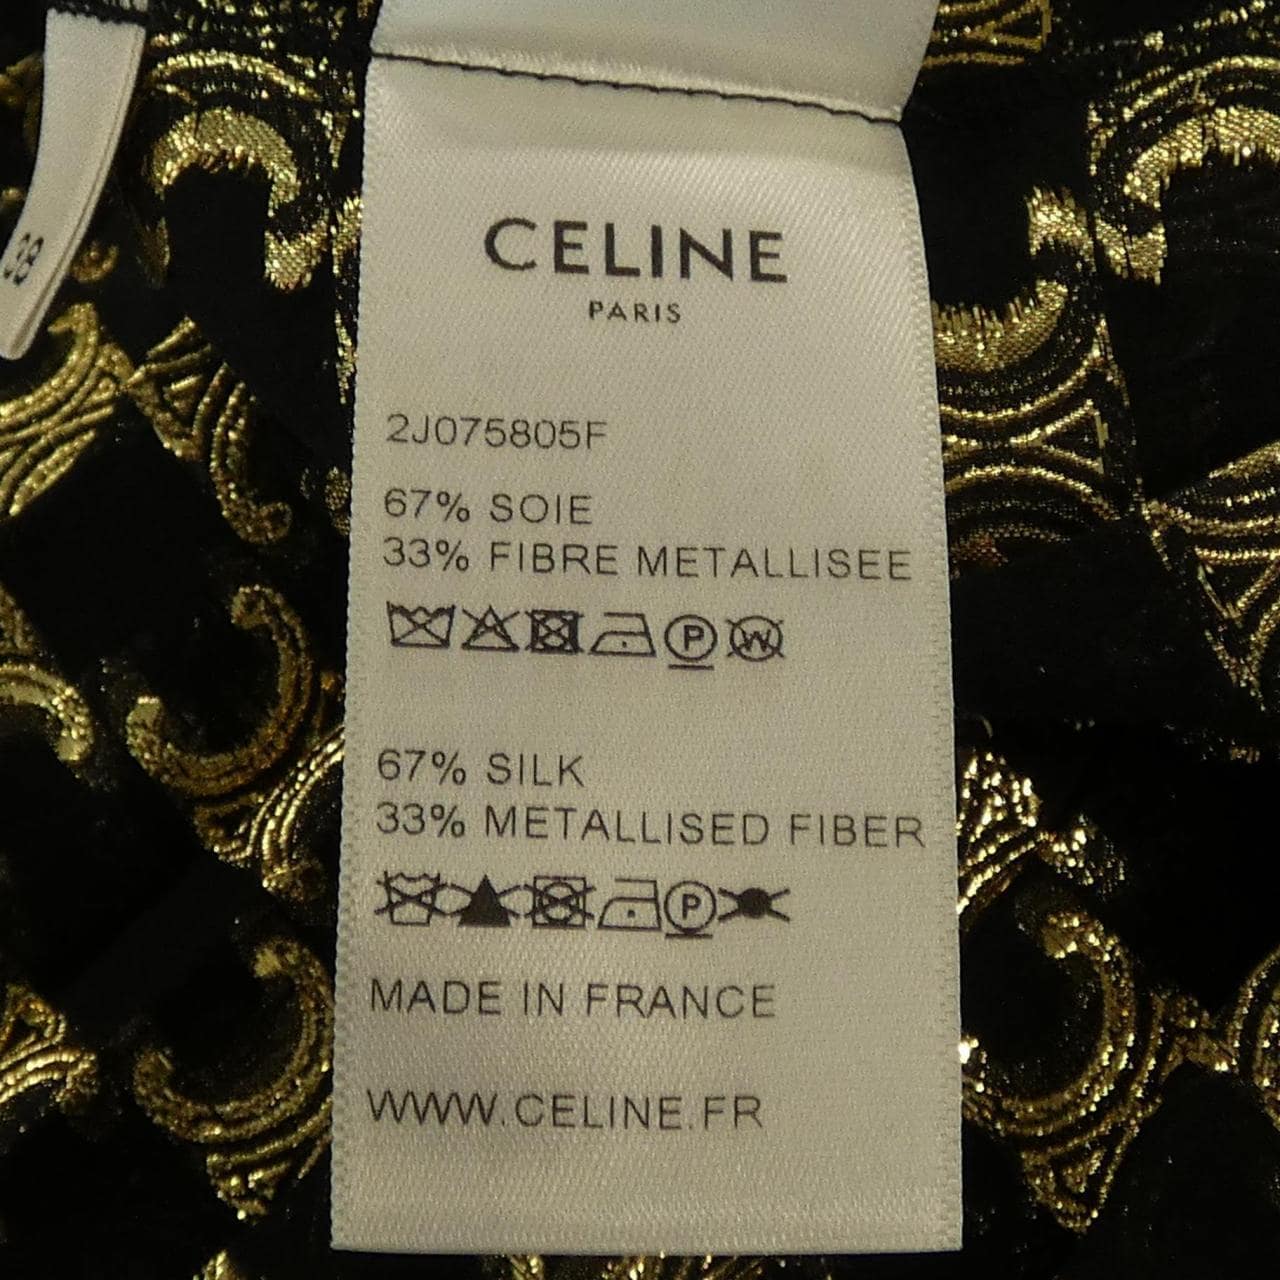 38
CELINE
PARIS
2J075805F
67% SOIE
33% FIBRE METALLISEE
P W
67% SILK
33% METALLISED FIBER
P
MADE IN FRANCE
WWW.CELINE.FR